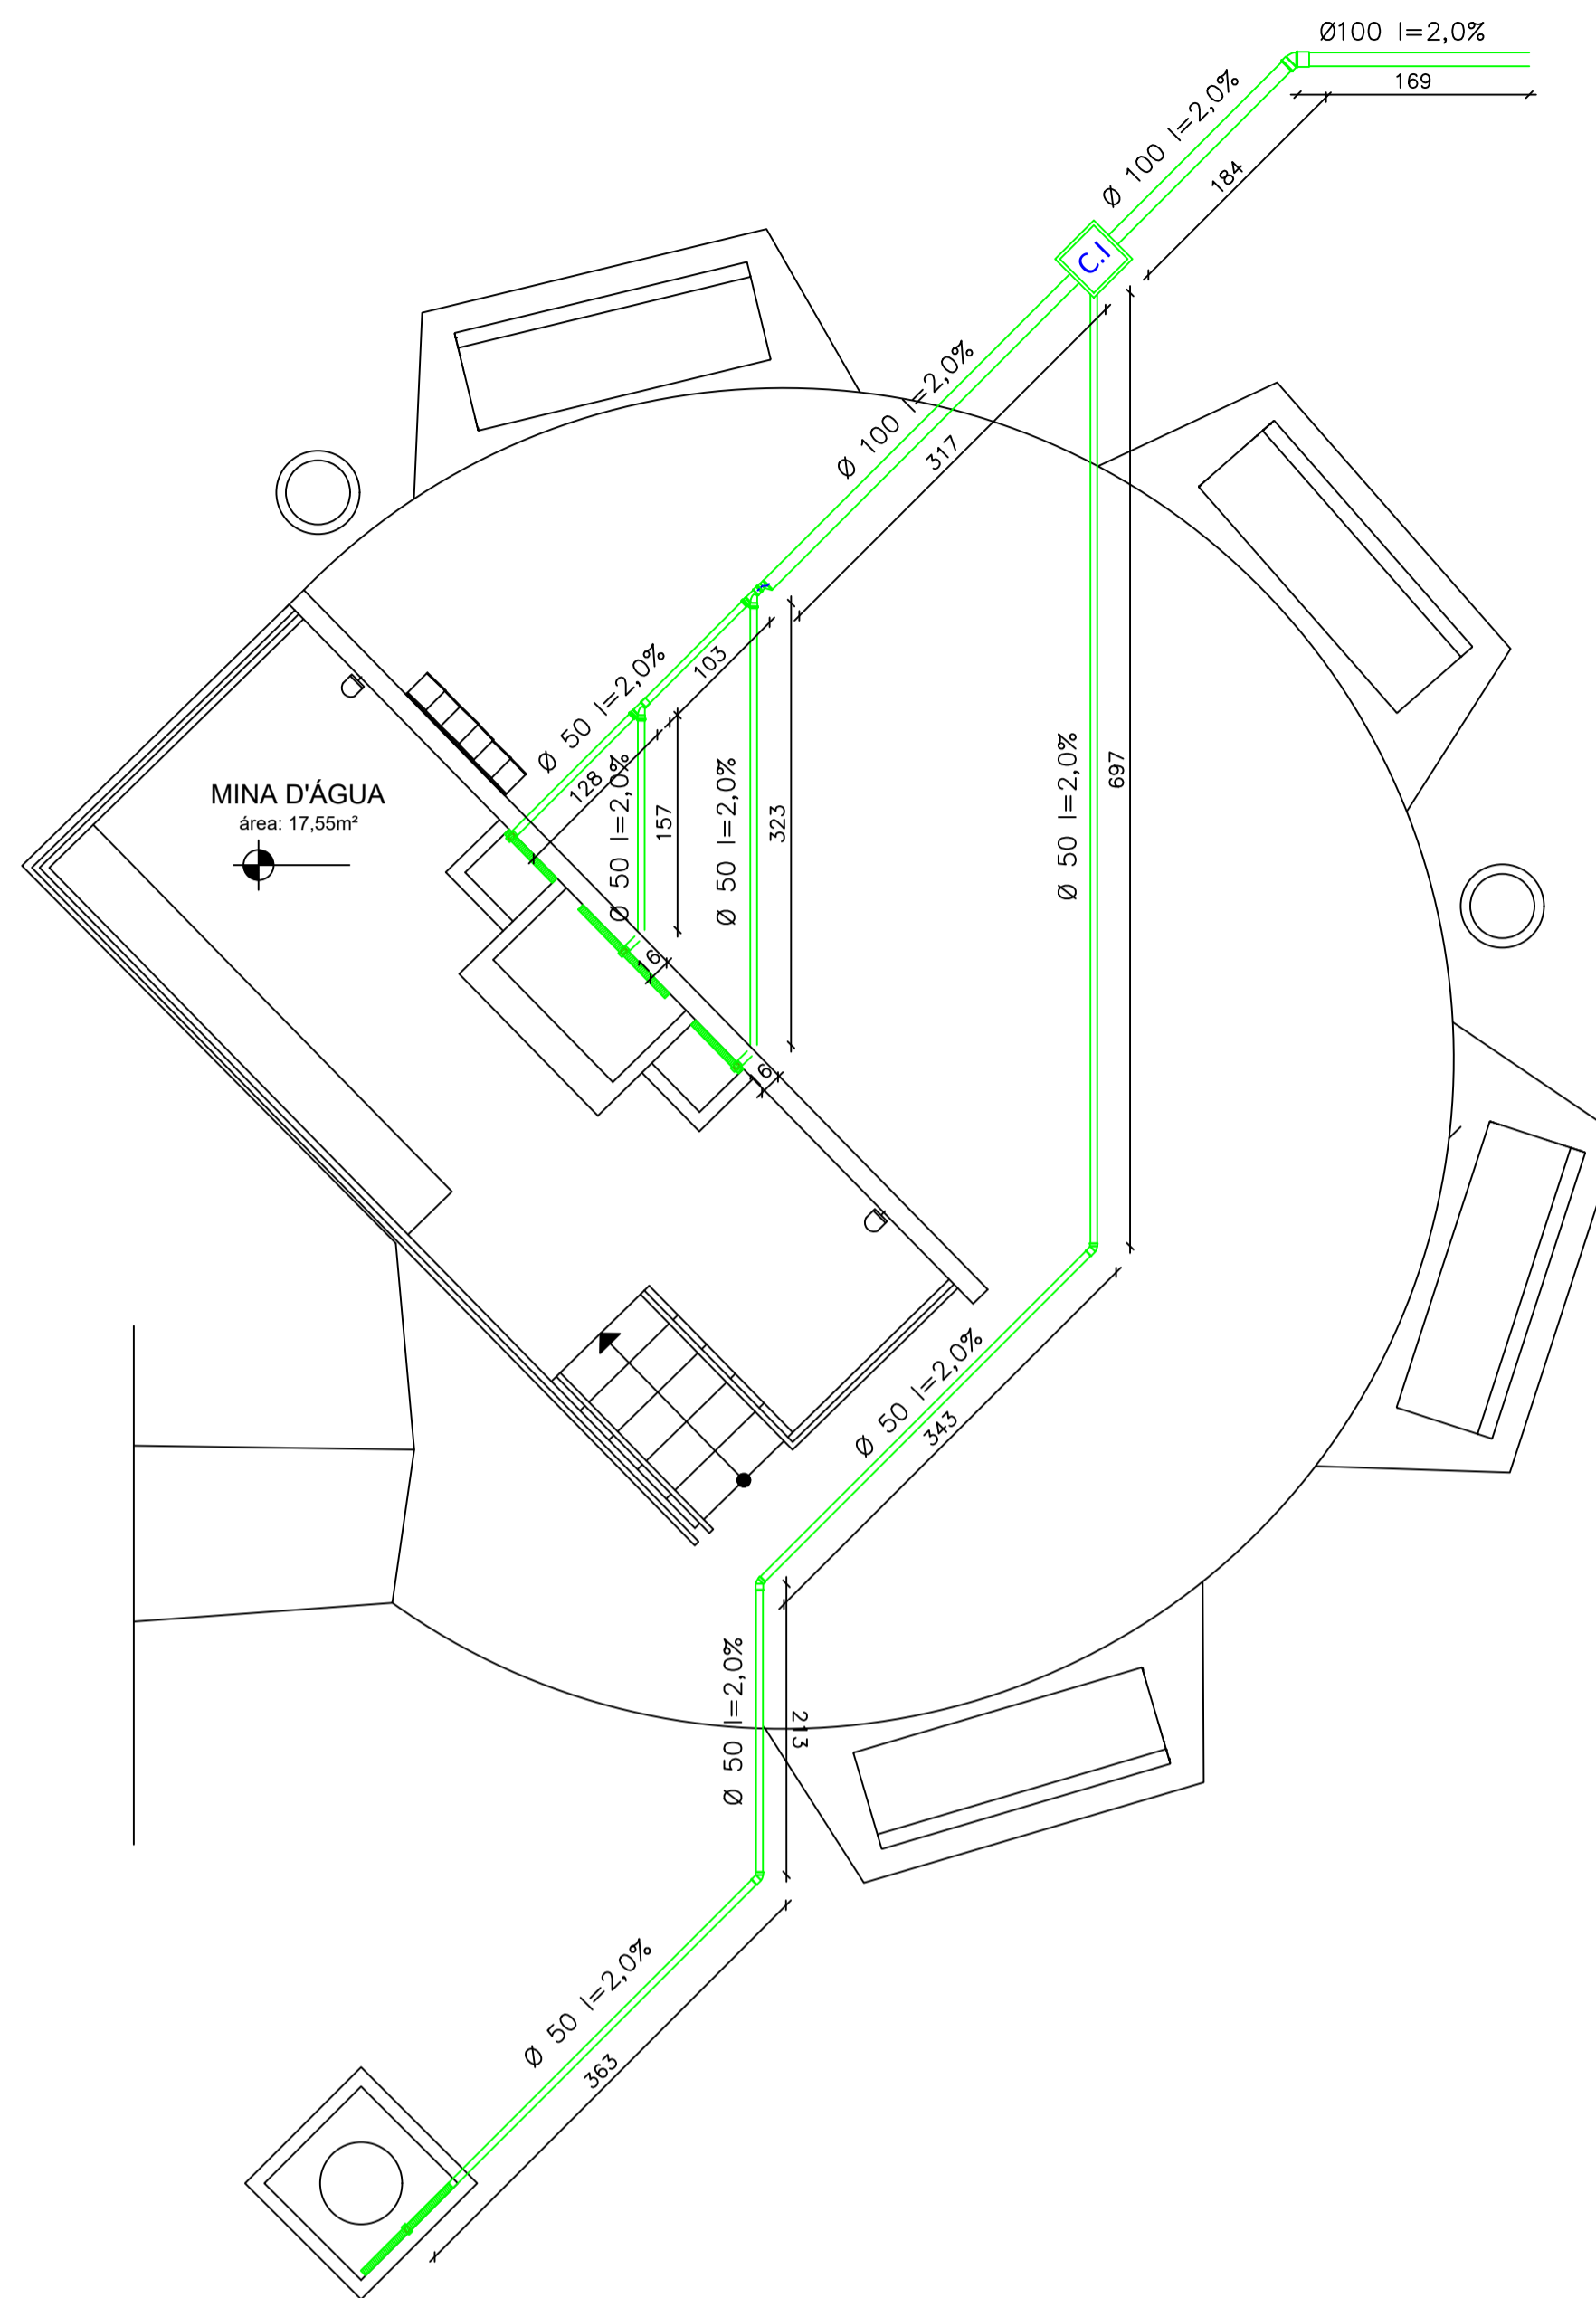 Ø100 I=2,0%
169
Ø 100 I=2,0%
184
C.I
Ø 100 I=2,0%
317
Ø 50 I=2,0%
103
128
Ø 50 I=2,0%
157
Ø 50 I=2,0%
323
Ø 50 I=2,0%
697
MINA D'ÁGUA
área: 17,55m²
16
6
Ø 50 I=2,0%
343
Ø 50 I=2,0%
213
Ø 50 I=2,0%
363